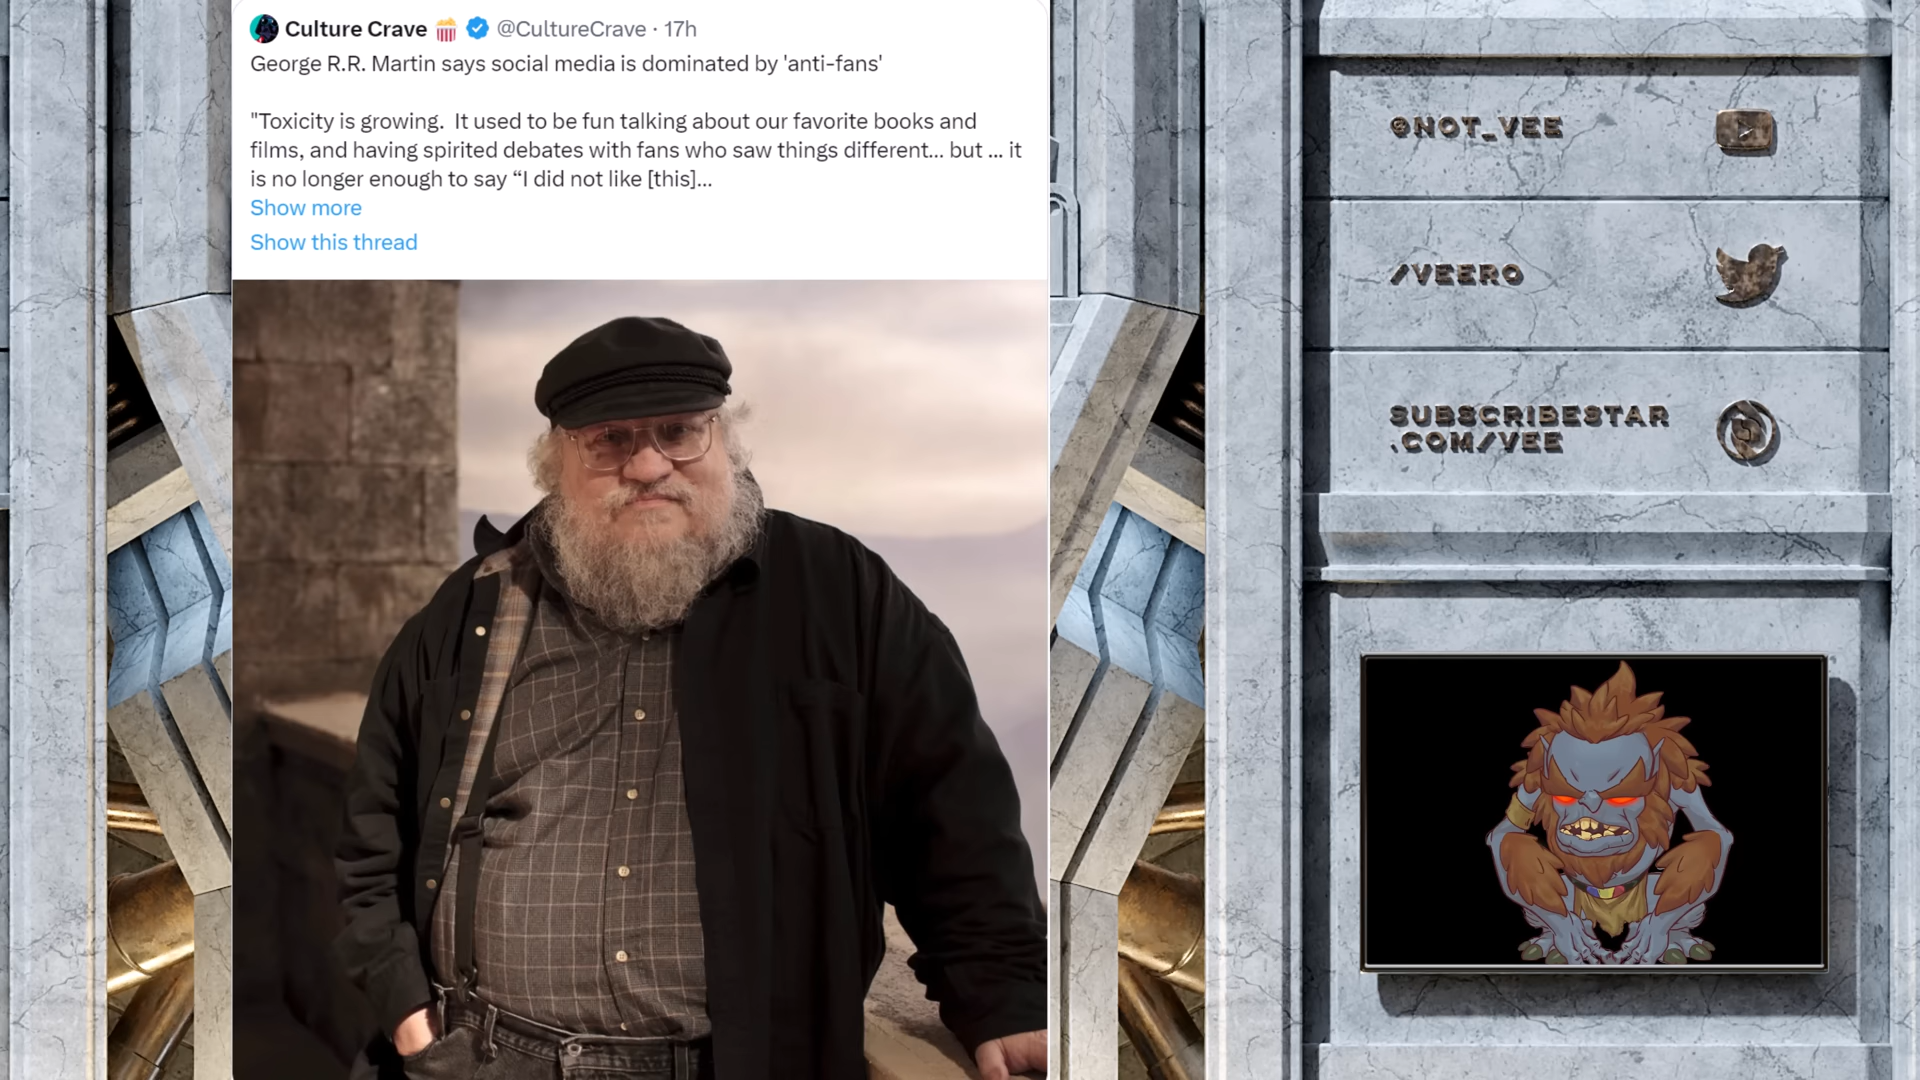 Culture Crave @CultureCrave · 17h
George R.R. Martin says social media is dominated by 'anti-fans'
"Toxicity is growing. It used to be fun talking about our favorite books and
films, and having spirited debates with fans who saw things different... but ... it
is no longer enough to say “I did not like [this]...
Show more
Show this thread
@NOT_VEE
/VEERO
SUBSCRIBESTAR
.COM/VEE